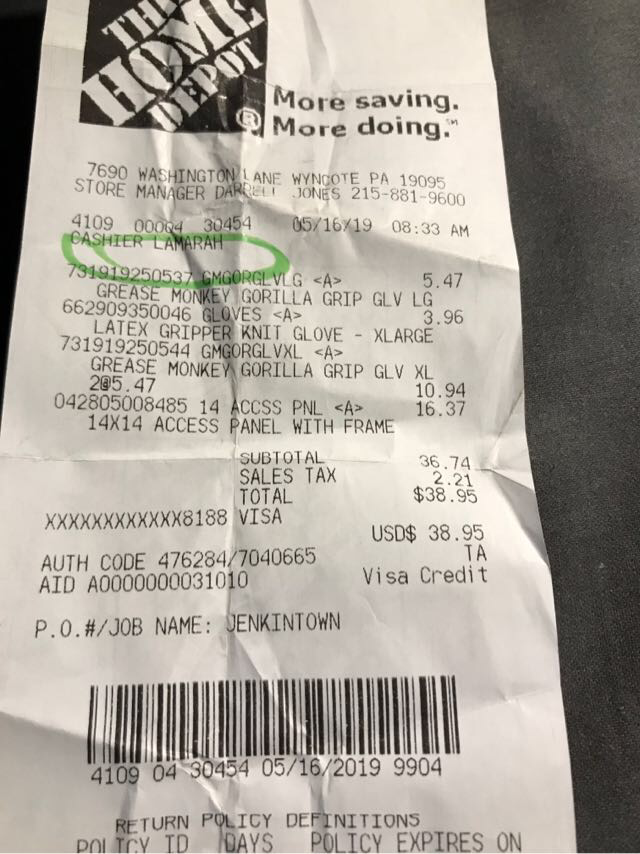 THE
HOME
DEPOT
®
More saving.
More doing.℠
7690 WASHINGTON LANE WYNCOTE PA 19095
STORE MANAGER DARRELL JONES 215-881-9600
4109 00004 30454 05/16/19 08:33 AM
CASHIER LAMARAH
731919250537 GMGORGLVLG <A> 5.47
GREASE MONKEY GORILLA GRIP GLV LG
662909350046 GLOVES <A> 3.96
LATEX GRIPPER KNIT GLOVE - XLARGE
731919250544 GMGORGLVXL <A>
GREASE MONKEY GORILLA GRIP GLV XL
2@5.47 10.94
042805008485 14 ACCSS PNL <A> 16.37
14X14 ACCESS PANEL WITH FRAME
SUBTOTAL 36.74
SALES TAX 2.21
TOTAL $38.95
XXXXXXXXXXXX8188 VISA
USD$ 38.95
AUTH CODE 476284/7040665 TA
AID A0000000031010 Visa Credit
P.O.#/JOB NAME: JENKINTOWN
4109 04 30454 05/16/2019 9904
RETURN POLICY DEFINITIONS
POLICY ID DAYS POLICY EXPIRES ON